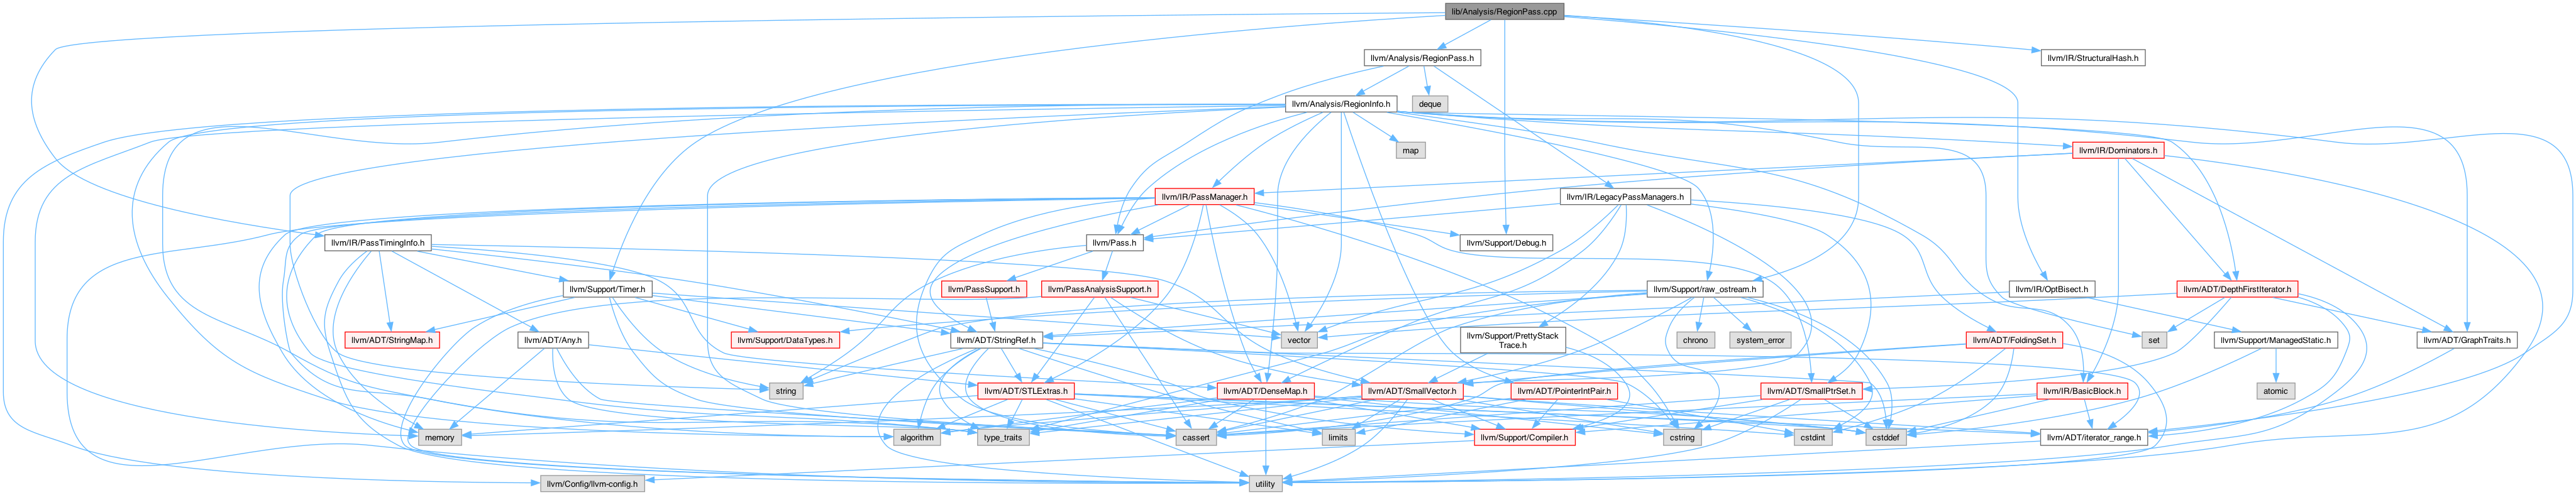 lib/Analysis/RegionPass.cpp
llvm/Analysis/RegionPass.h
llvm/IR/StructuralHash.h
llvm/Analysis/RegionInfo.h
deque
map
llvm/IR/Dominators.h
llvm/IR/PassManager.h
llvm/IR/LegacyPassManagers.h
llvm/IR/PassTimingInfo.h
llvm/Pass.h
llvm/Support/Debug.h
llvm/Support/Timer.h
llvm/PassSupport.h
llvm/PassAnalysisSupport.h
llvm/Support/raw_ostream.h
llvm/IR/OptBisect.h
llvm/ADT/DepthFirstIterator.h
llvm/ADT/StringMap.h
llvm/ADT/Any.h
llvm/Support/DataTypes.h
llvm/ADT/StringRef.h
vector
chrono
system_error
llvm/Support/PrettyStack
Trace.h
llvm/ADT/FoldingSet.h
set
llvm/Support/ManagedStatic.h
llvm/ADT/GraphTraits.h
string
llvm/ADT/STLExtras.h
llvm/ADT/DenseMap.h
llvm/ADT/SmallVector.h
llvm/ADT/PointerIntPair.h
llvm/ADT/SmallPtrSet.h
llvm/IR/BasicBlock.h
atomic
memory
algorithm
type_traits
cassert
limits
llvm/Support/Compiler.h
cstring
cstdint
cstddef
llvm/ADT/iterator_range.h
llvm/Config/llvm-config.h
utility